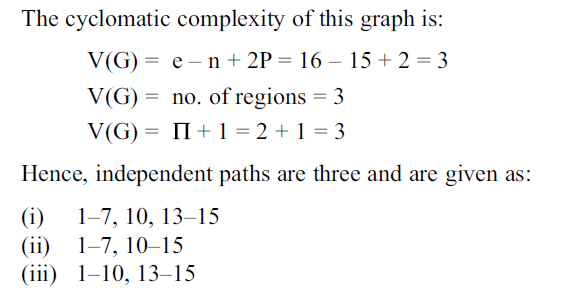 The cyclomatic complexity of this graph is:
V(G) = e – n + 2P = 16 – 15 + 2 = 3
V(G) = no. of regions = 3
V(G) = Π + 1 = 2 + 1 = 3
Hence, independent paths are three and are given as:
(i) 1–7, 10, 13–15
(ii) 1–7, 10–15
(iii) 1–10, 13–15